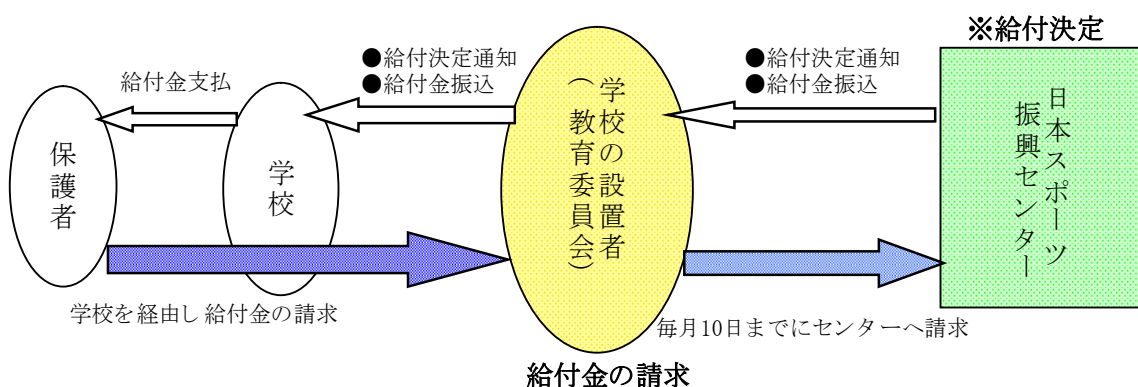 ※給付決定
●給付決定通知
●給付金振込
●給付決定通知
●給付金振込
給付金支払
保護者
学校
学校の設置者
(教育委員会)
日本スポーツ
振興センター
学校を経由し給付金の請求
毎月10日までにセンターへ請求
給付金の請求